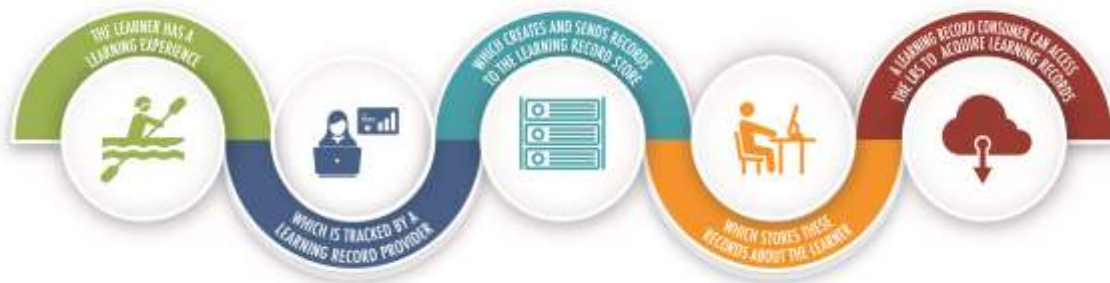 THE LEARNER HAS A
LEARNING EXPERIENCE
WHICH IS TRACKED BY A
LEARNING RECORD PROVIDER
WHICH CREATES AND SENDS RECORDS
TO THE LEARNING RECORD STORE
WHICH STORES THESE
RECORDS ABOUT THE LEARNER
A LEARNING RECORD CONSUMER CAN ACCESS
THE LRS TO ACQUIRE LEARNING RECORDS